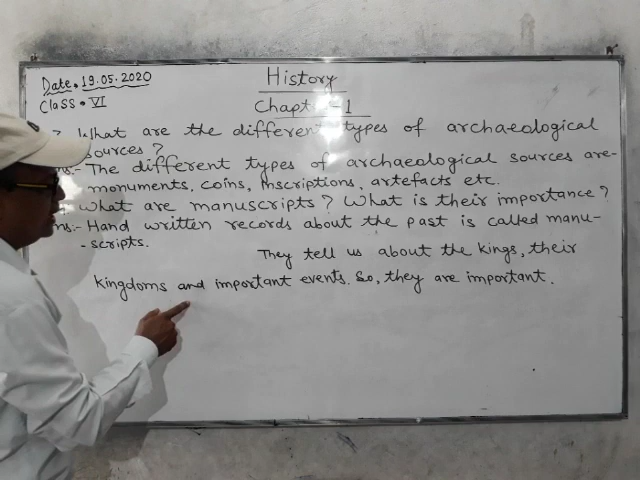 Date. 19.05.2020
Class. VI
History
Chapt - 1
? What are the different types of archaeological
sources?
ns:- The different types of archaeological sources are-
monuments, coins, inscriptions, artefacts etc.
What are manuscripts? What is their importance?
ns:- Hand written records about the past is called manu-
-scripts.
They tell us about the kings, their
kingdoms and important events. So, they are important.